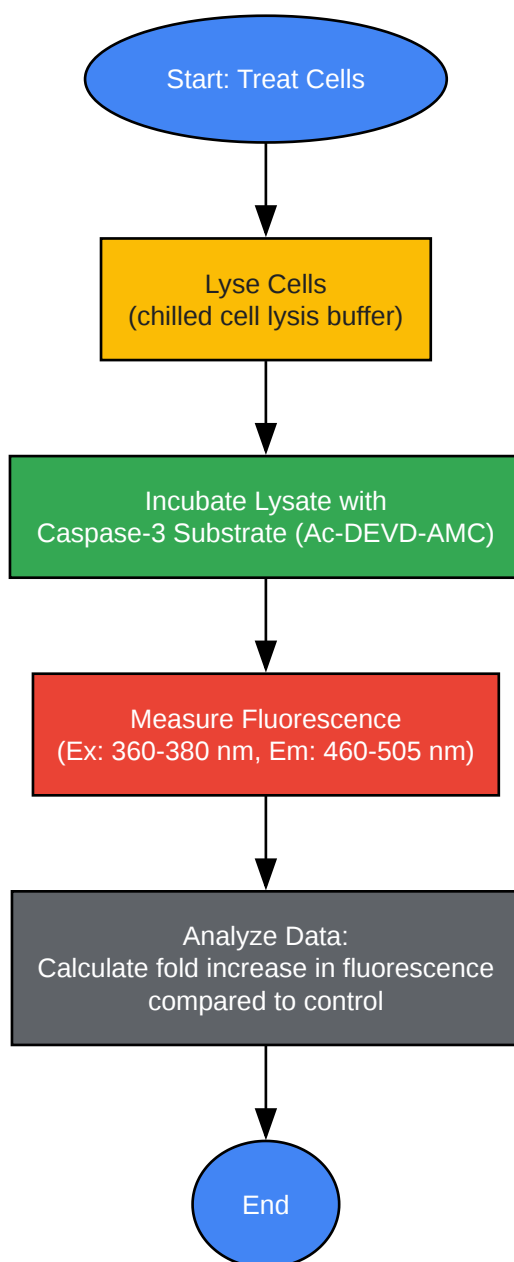 Start: Treat Cells
Lyse Cells
(chilled cell lysis buffer)
Incubate Lysate with
Caspase-3 Substrate (Ac-DEVD-AMC)
Measure Fluorescence
(Ex: 360-380 nm, Em: 460-505 nm)
Analyze Data:
Calculate fold increase in fluorescence
compared to control
End